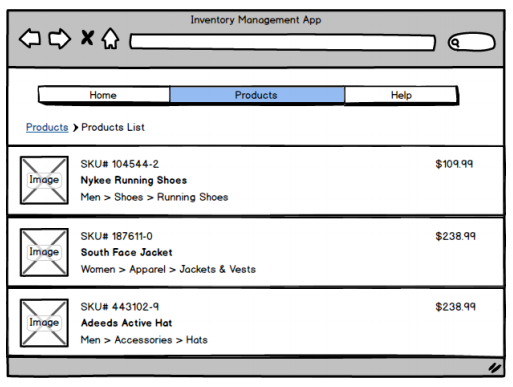 Inventory Management App
Home Products Help
Products > Products List
Image
SKU# 104544-2
$109.99
Nykee Running Shoes
Men > Shoes > Running Shoes
Image
SKU# 187611-0
$238.99
South Face Jacket
Women > Apparel > Jackets & Vests
Image
SKU# 443102-9
$238.99
Adeeds Active Hat
Men > Accessories > Hats